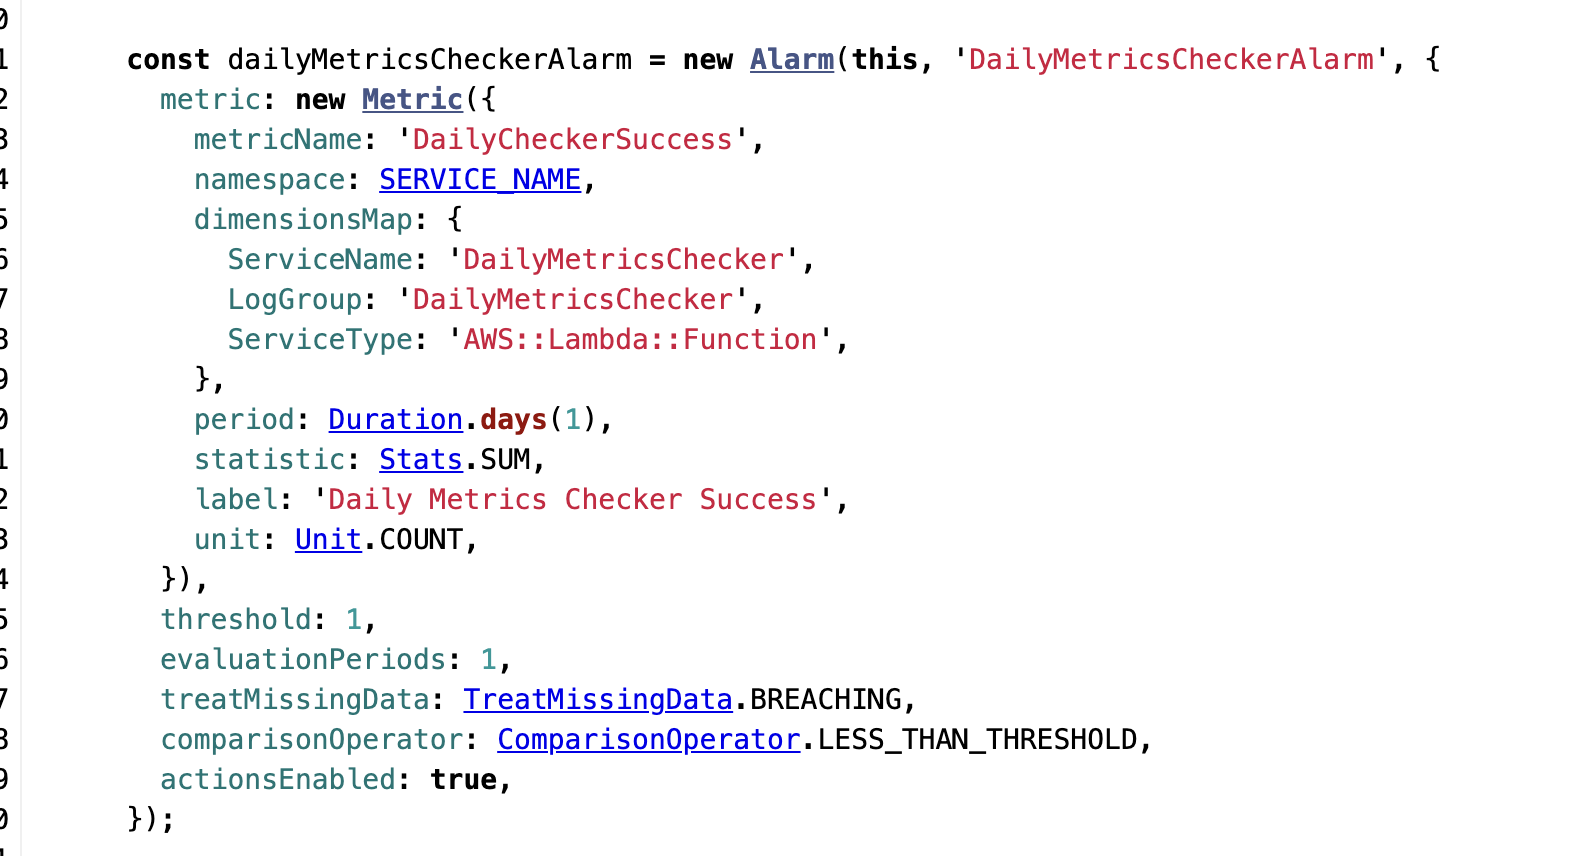 0
1 const dailyMetricsCheckerAlarm = new Alarm(this, 'DailyMetricsCheckerAlarm', {
2 metric: new Metric({
3 metricName: 'DailyCheckerSuccess',
4 namespace: SERVICE_NAME,
5 dimensionsMap: {
6 ServiceName: 'DailyMetricsChecker',
7 LogGroup: 'DailyMetricsChecker',
8 ServiceType: 'AWS::Lambda::Function',
9 },
0 period: Duration.days(1),
1 statistic: Stats.SUM,
2 label: 'Daily Metrics Checker Success',
3 unit: Unit.COUNT,
4 }),
5 threshold: 1,
6 evaluationPeriods: 1,
7 treatMissingData: TreatMissingData.BREACHING,
8 comparisonOperator: ComparisonOperator.LESS_THAN_THRESHOLD,
9 actionsEnabled: true,
0 });